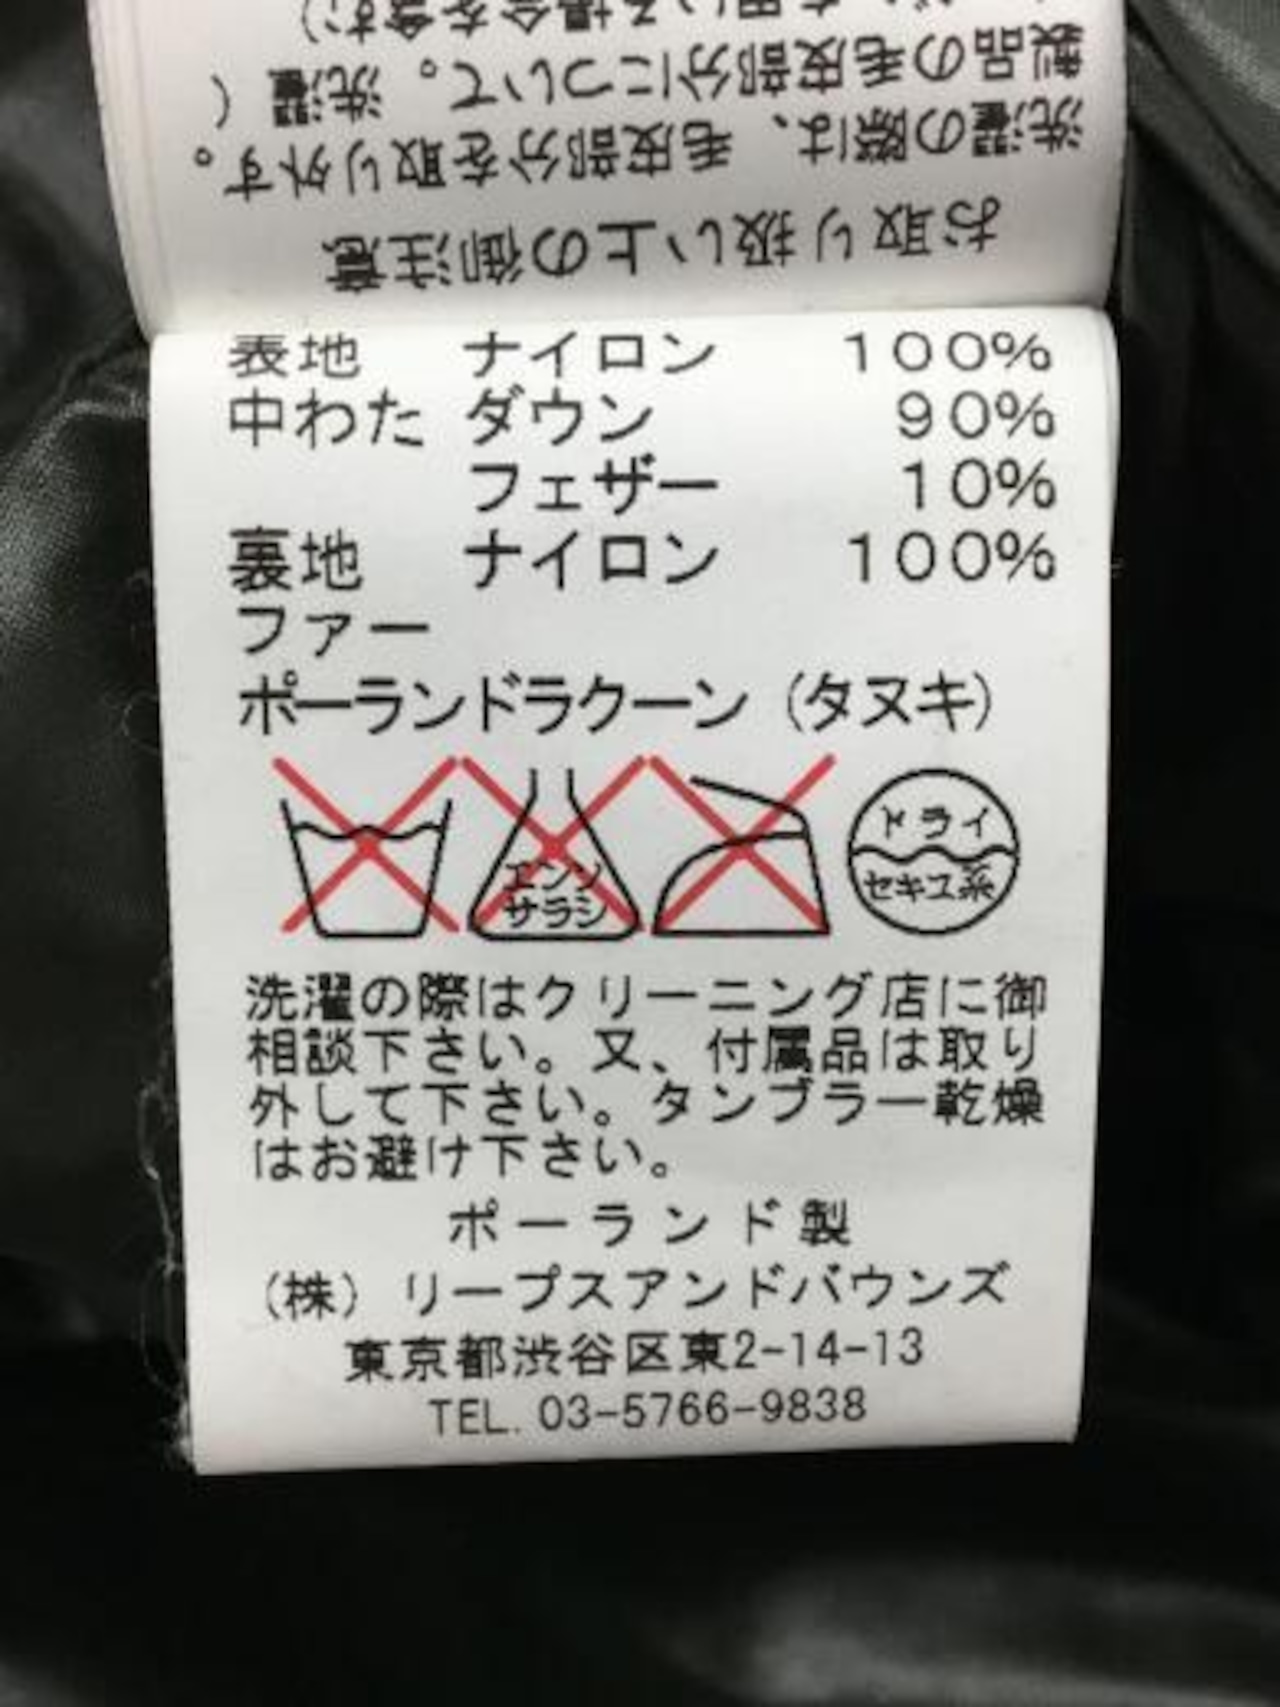 お取り扱い上の御注意
洗濯の際は、毛皮部分を取り外す。
製品の毛皮部分について。洗濯（
表地 ナイロン 100%
中わた ダウン 90%
フェザー 10%
裏地 ナイロン 100%
ファー
ポーランドラクーン（タヌキ）
エンソ
サラシ
ドライ
セキユ系
洗濯の際はクリーニング店に御
相談下さい。又、付属品は取り
外して下さい。タンブラー乾燥
はお避け下さい。
ポーランド製
（株）リープスアンドバウンズ
東京都渋谷区東2-14-13
TEL. 03-5766-9838